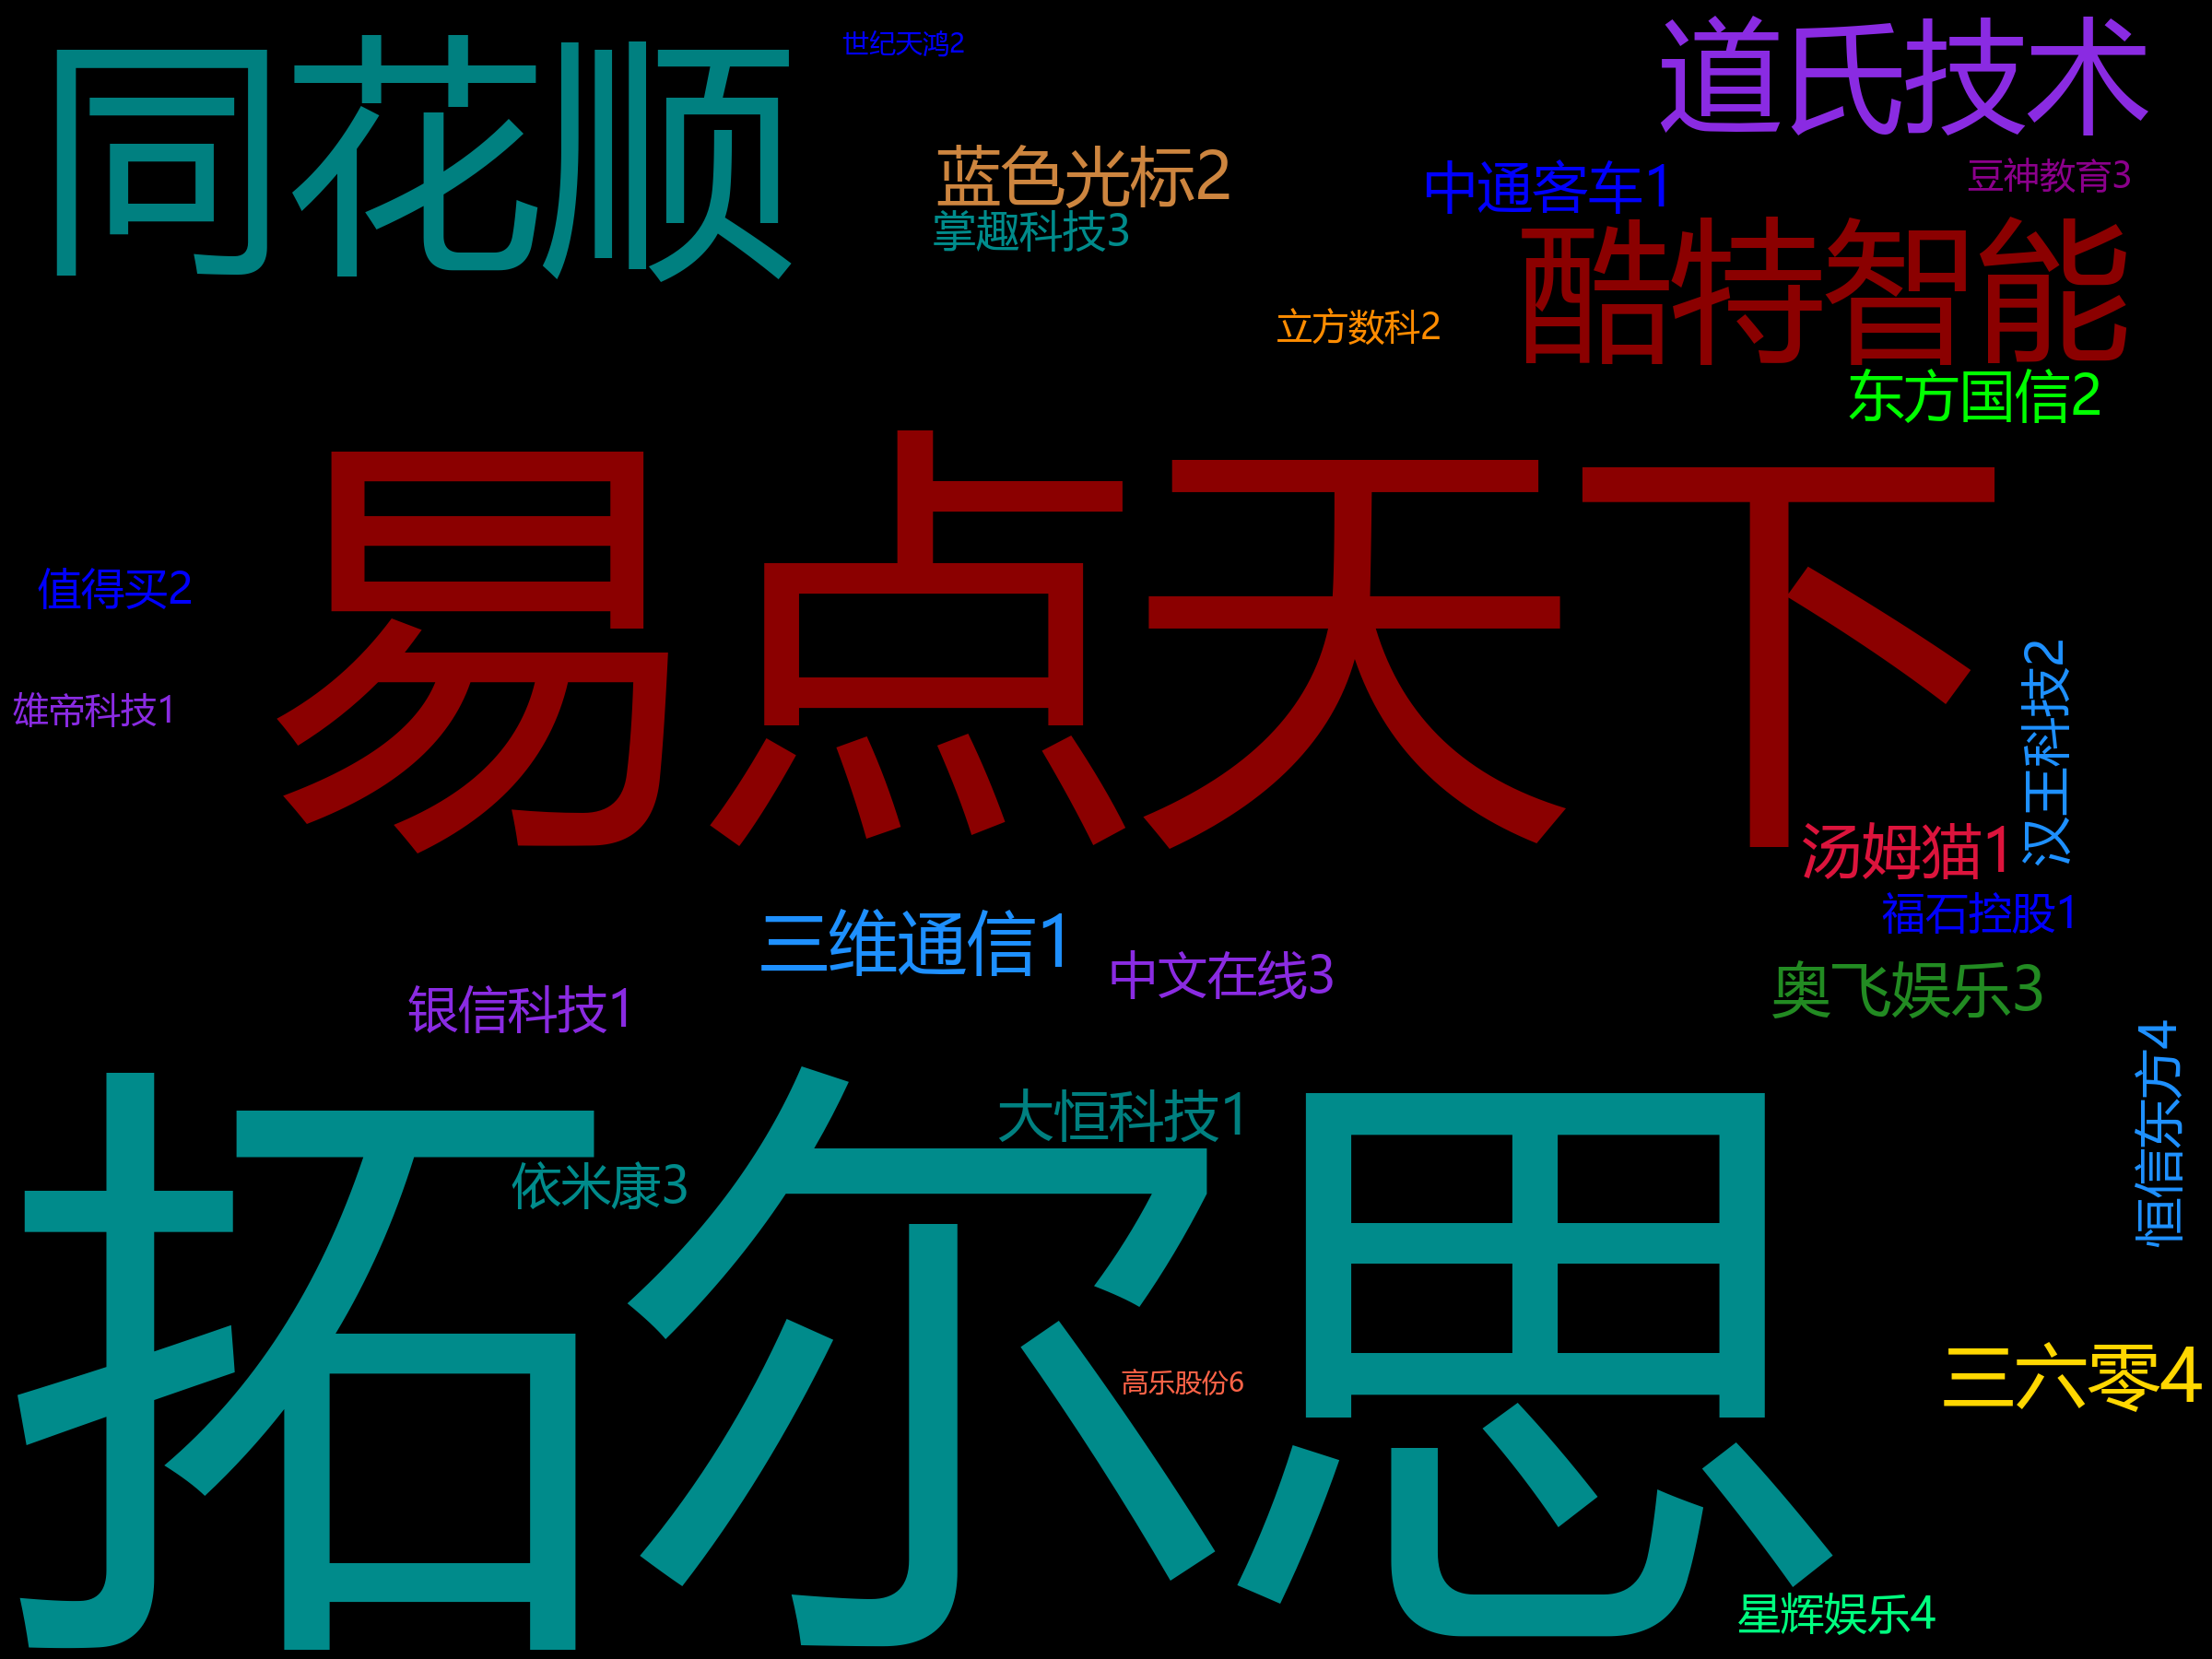 世纪天鸿2
道氏技术
同花顺
蓝色光标2
中通客车1
豆神教育3
掌趣科技3
酷特智能
立方数科2
东方国信2
易点天下
值得买2
雄帝科技1
汉王科技2
汤姆猫1
福石控股1
三维通信1
中文在线3
奥飞娱乐3
银信科技1
恒信东方4
大恒科技1
依米康3
拓尔思
高乐股份6
三六零4
星辉娱乐4